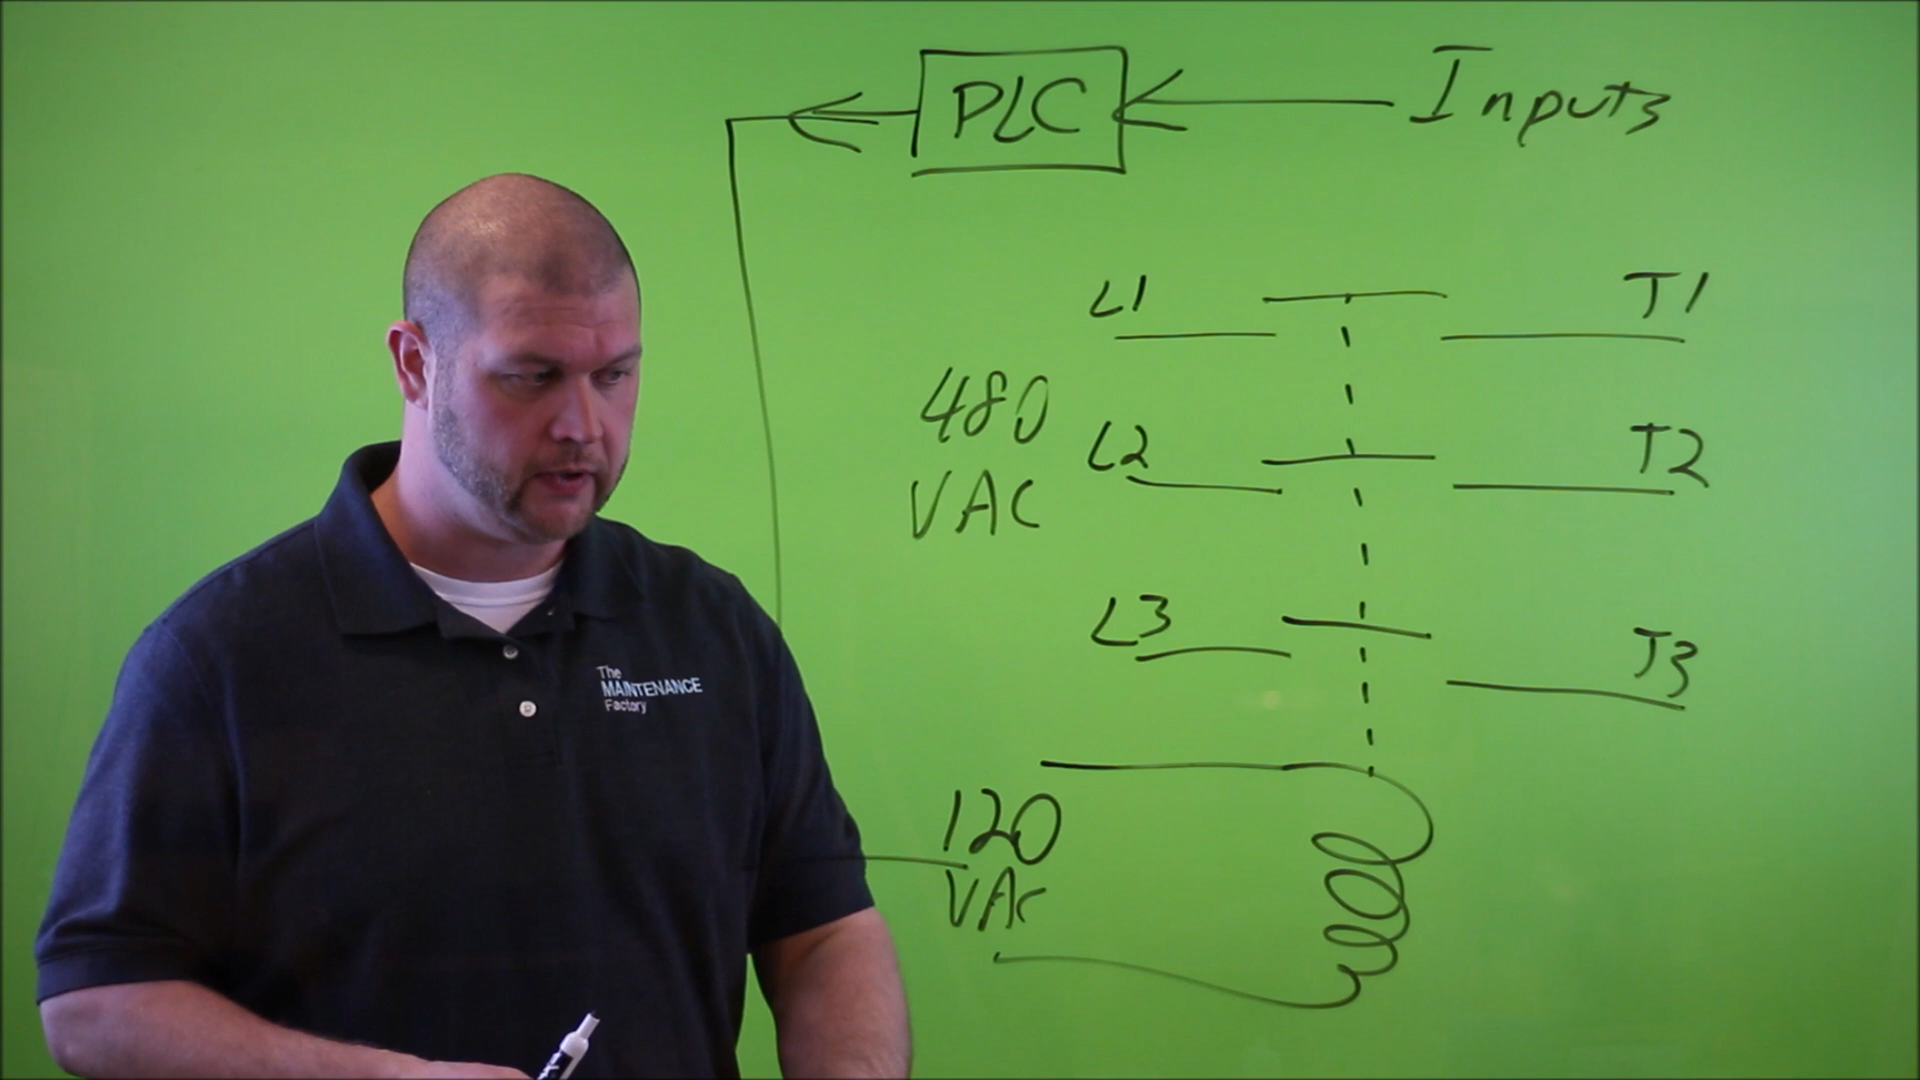 PLC
Inputs
L1
T1
480
VAC
L2
T2
L3
T3
120
VAC
The
MAINTENANCE
Factory